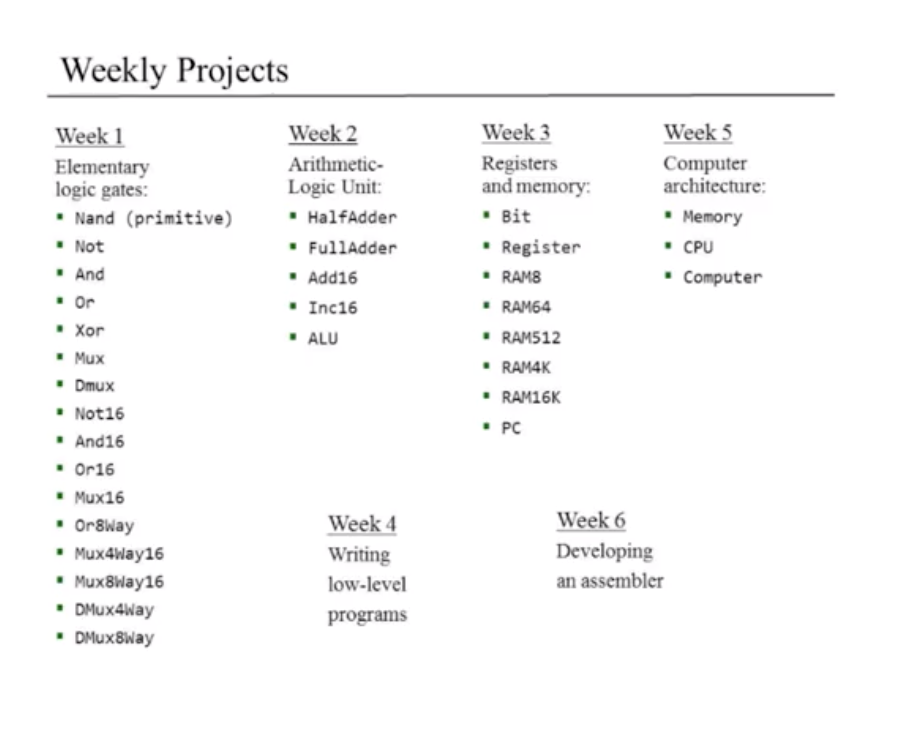 Weekly Projects
Week 1
Elementary
logic gates:
▪ Nand (primitive)
▪ Not
▪ And
▪ Or
▪ Xor
▪ Mux
▪ Dmux
▪ Not16
▪ And16
▪ Or16
▪ Mux16
▪ Or8Way
▪ Mux4Way16
▪ Mux8Way16
▪ DMux4Way
▪ DMux8Way
Week 2
Arithmetic-
Logic Unit:
▪ HalfAdder
▪ FullAdder
▪ Add16
▪ Inc16
▪ ALU
Week 3
Registers
and memory:
▪ Bit
▪ Register
▪ RAM8
▪ RAM64
▪ RAM512
▪ RAM4K
▪ RAM16K
▪ PC
Week 5
Computer
architecture:
▪ Memory
▪ CPU
▪ Computer
Week 4
Writing
low-level
programs
Week 6
Developing
an assembler